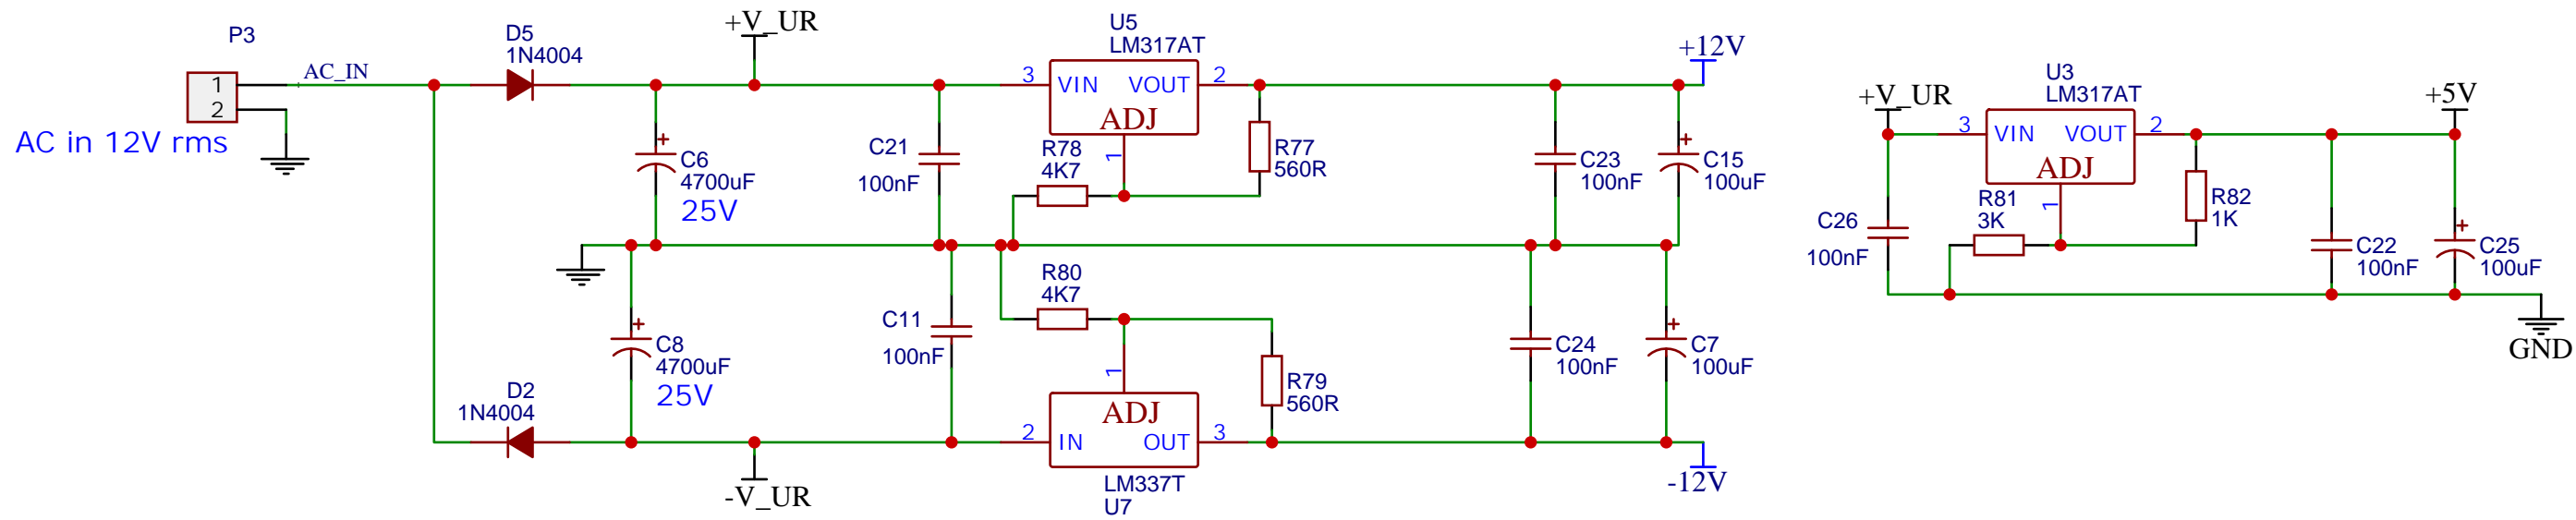 P3
1
2
AC in 12V rms
AC_IN
D5
1N4004
+V_UR
C6
4700uF
25V
C21
100nF
U5
LM317AT
3
VIN
VOUT
2
ADJ
1
R78
4K7
R77
560R
C23
100nF
C15
100uF
+12V
C8
4700uF
25V
D2
1N4004
-V_UR
C11
100nF
R80
4K7
1
ADJ
2
IN
OUT
3
LM337T
U7
R79
560R
C24
100nF
C7
100uF
-12V
+V_UR
C26
100nF
U3
LM317AT
3
VIN
VOUT
2
ADJ
1
R81
3K
R82
1K
C22
100nF
C25
100uF
+5V
GND